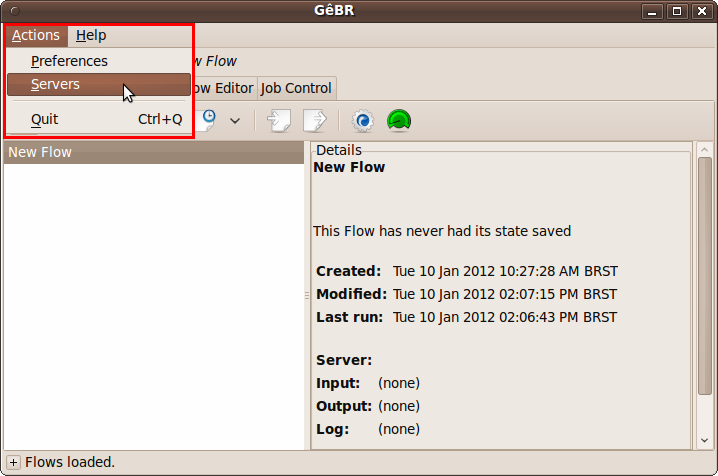 GêBR
Actions Help
w Flow
Preferences
Servers
Quit Ctrl+Q
ow Editor Job Control
New Flow
Details
New Flow
This Flow has never had its state saved
Created: Tue 10 Jan 2012 10:27:28 AM BRST
Modified: Tue 10 Jan 2012 02:07:15 PM BRST
Last run: Tue 10 Jan 2012 02:06:43 PM BRST
Server:
Input: (none)
Output: (none)
Log: (none)
Flows loaded.